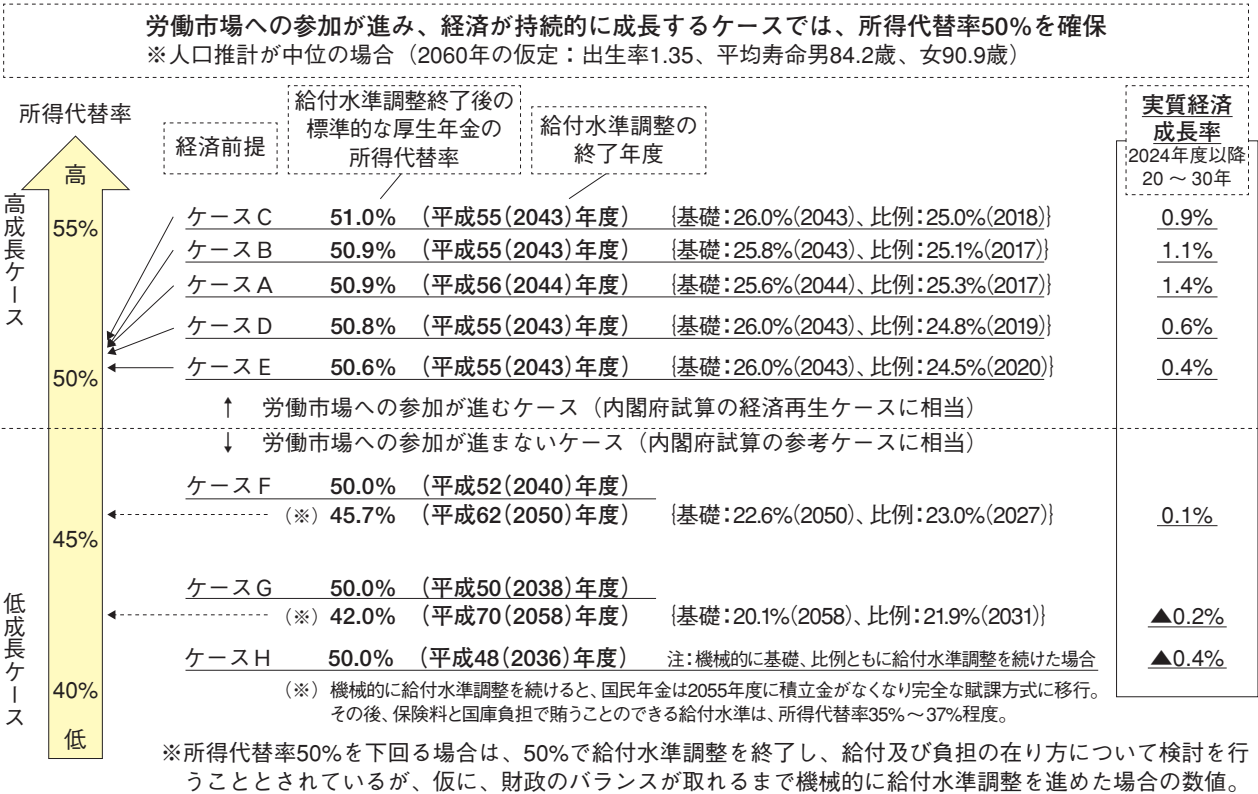 労働市場への参加が進み、経済が持続的に成長するケースでは、所得代替率50%を確保
※人口推計が中位の場合（2060年の仮定：出生率1.35、平均寿命男84.2歳、女90.9歳）
所得代替率
高
55%
50%
45%
40%
低
高成長ケース
低成長ケース
経済前提
給付水準調整終了後の
標準的な厚生年金の
所得代替率
給付水準調整の
終了年度
実質経済
成長率
2024年度以降
20～30年
ケースC 51.0% （平成55（2043）年度） {基礎：26.0%（2043）、比例：25.0%（2018）} 0.9%
ケースB 50.9% （平成55（2043）年度） {基礎：25.8%（2043）、比例：25.1%（2017）} 1.1%
ケースA 50.9% （平成56（2044）年度） {基礎：25.6%（2044）、比例：25.3%（2017）} 1.4%
ケースD 50.8% （平成55（2043）年度） {基礎：26.0%（2043）、比例：24.8%（2019）} 0.6%
ケースE 50.6% （平成55（2043）年度） {基礎：26.0%（2043）、比例：24.5%（2020）} 0.4%
↑ 労働市場への参加が進むケース（内閣府試算の経済再生ケースに相当）
↓ 労働市場への参加が進まないケース（内閣府試算の参考ケースに相当）
ケースF 50.0% （平成52（2040）年度）
（※）45.7% （平成62（2050）年度） {基礎：22.6%（2050）、比例：23.0%（2027）} 0.1%
ケースG 50.0% （平成50（2038）年度）
（※）42.0% （平成70（2058）年度） {基礎：20.1%（2058）、比例：21.9%（2031）} ▲0.2%
ケースH 50.0% （平成48（2036）年度） 注：機械的に基礎、比例ともに給付水準調整を続けた場合 ▲0.4%
（※）機械的に給付水準調整を続けると、国民年金は2055年度に積立金がなくなり完全な賦課方式に移行。
その後、保険料と国庫負担で賄うことのできる給付水準は、所得代替率35%～37%程度。
※所得代替率50%を下回る場合は、50%で給付水準調整を終了し、給付及び負担の在り方について検討を行
うこととされているが、仮に、財政のバランスが取れるまで機械的に給付水準調整を進めた場合の数値。